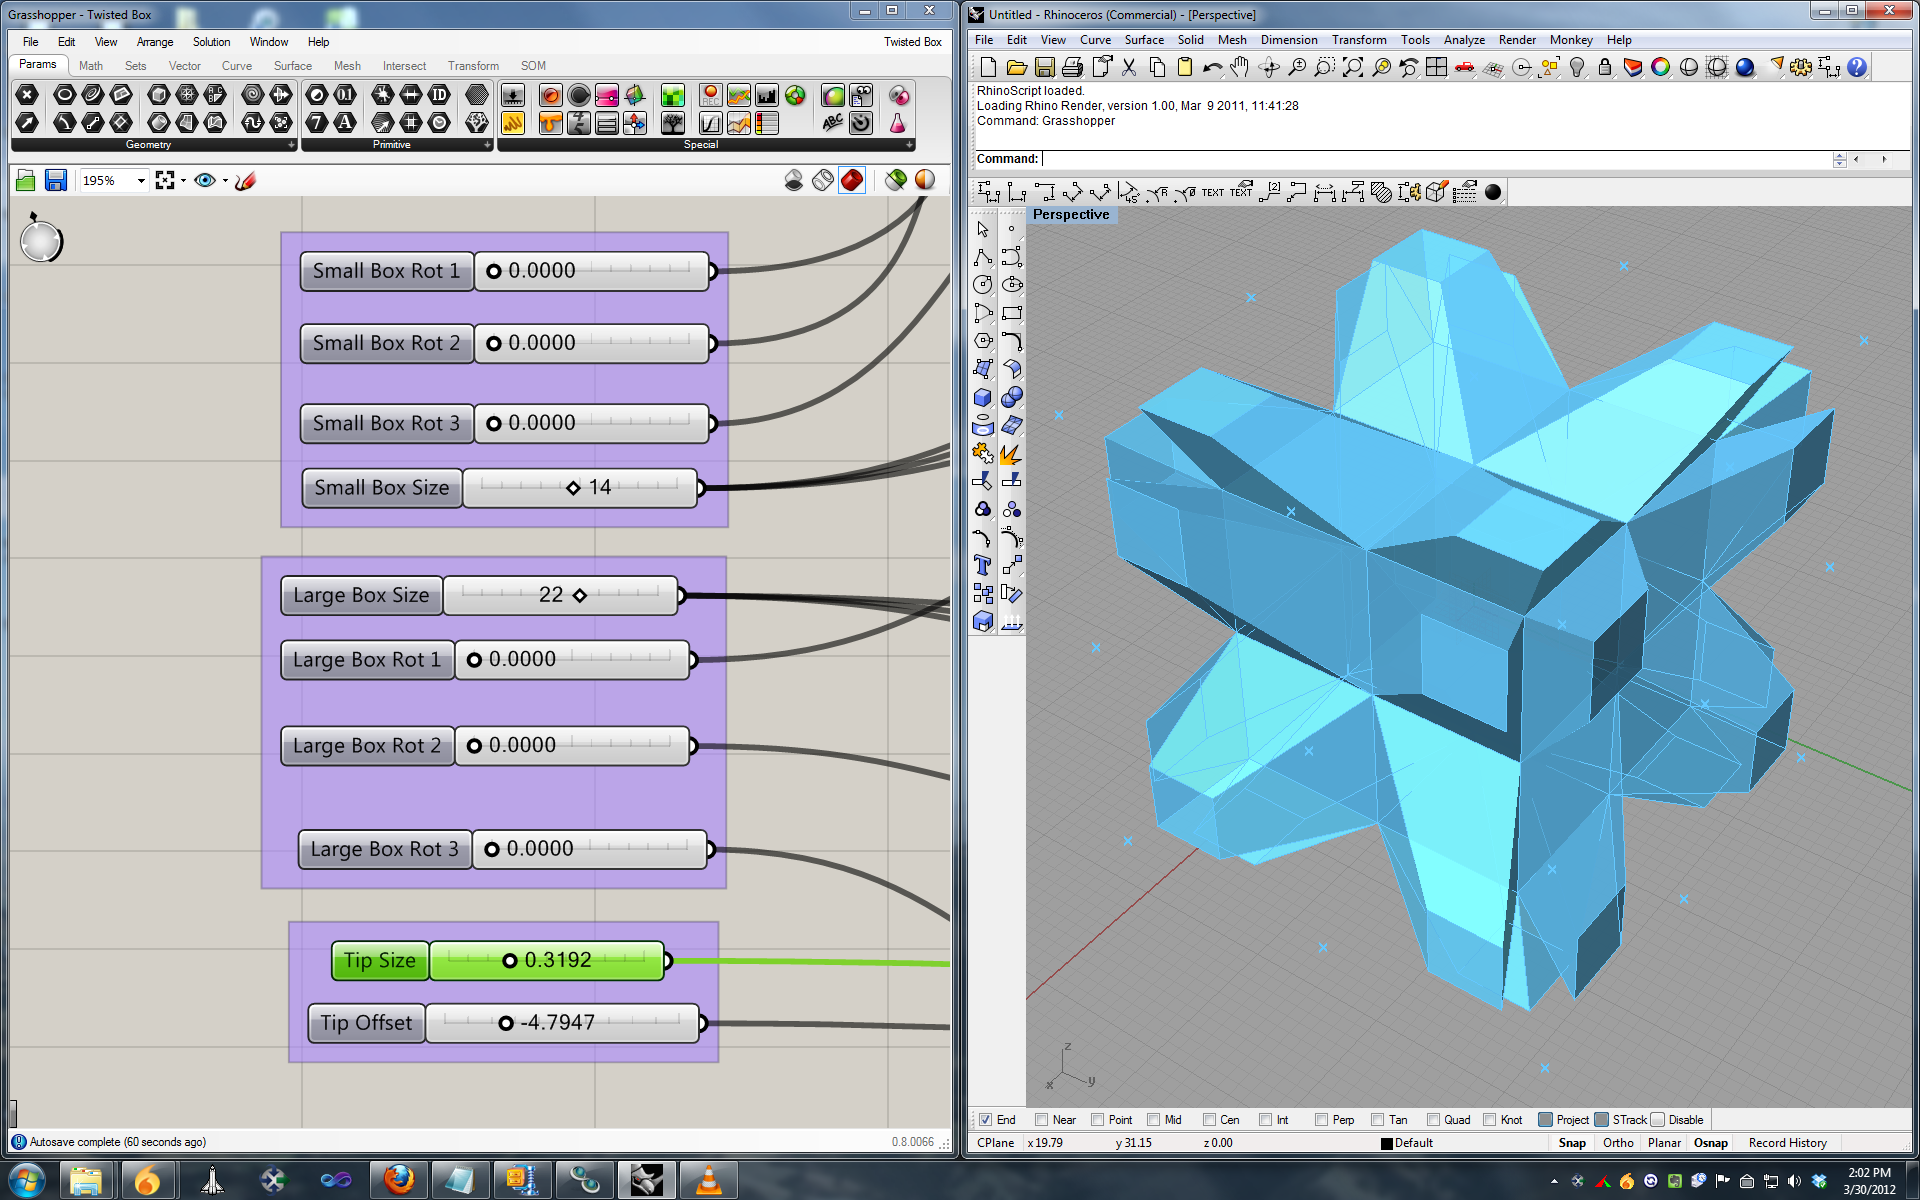 Grasshopper - Twisted Box
File Edit View Arrange Solution Window Help Twisted Box
Params Math Sets Vector Curve Surface Mesh Intersect Transform SOM
Geometry Primitive Special
195%
Small Box Rot 1 0.0000
Small Box Rot 2 0.0000
Small Box Rot 3 0.0000
Small Box Size 14
Large Box Size 22
Large Box Rot 1 0.0000
Large Box Rot 2 0.0000
Large Box Rot 3 0.0000
Tip Size 0.3192
Tip Offset -4.7947
Autosave complete (60 seconds ago) 0.8.0066
Untitled - Rhinoceros (Commercial) - [Perspective]
File Edit View Curve Surface Solid Mesh Dimension Transform Tools Analyze Render Monkey Help
RhinoScript loaded.
Loading Rhino Render, version 1.00, Mar 9 2011, 11:41:28
Command: Grasshopper
Command:
TEXT TEXT
Perspective
z
x y
End Near Point Mid Cen Int Perp Tan Quad Knot Project STrack Disable
CPlane x 19.79 y 31.15 z 0.00 Default Snap Ortho Planar Osnap Record History
2:02 PM
3/30/2012